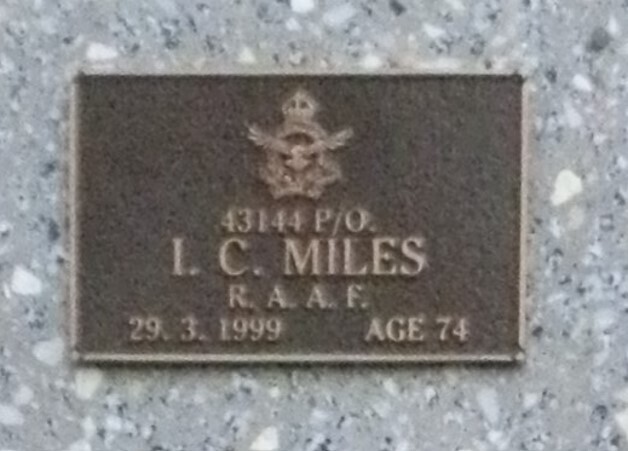 43144 P/O.
I. C. MILES
R. A. A. F.
29. 3. 1999 AGE 74